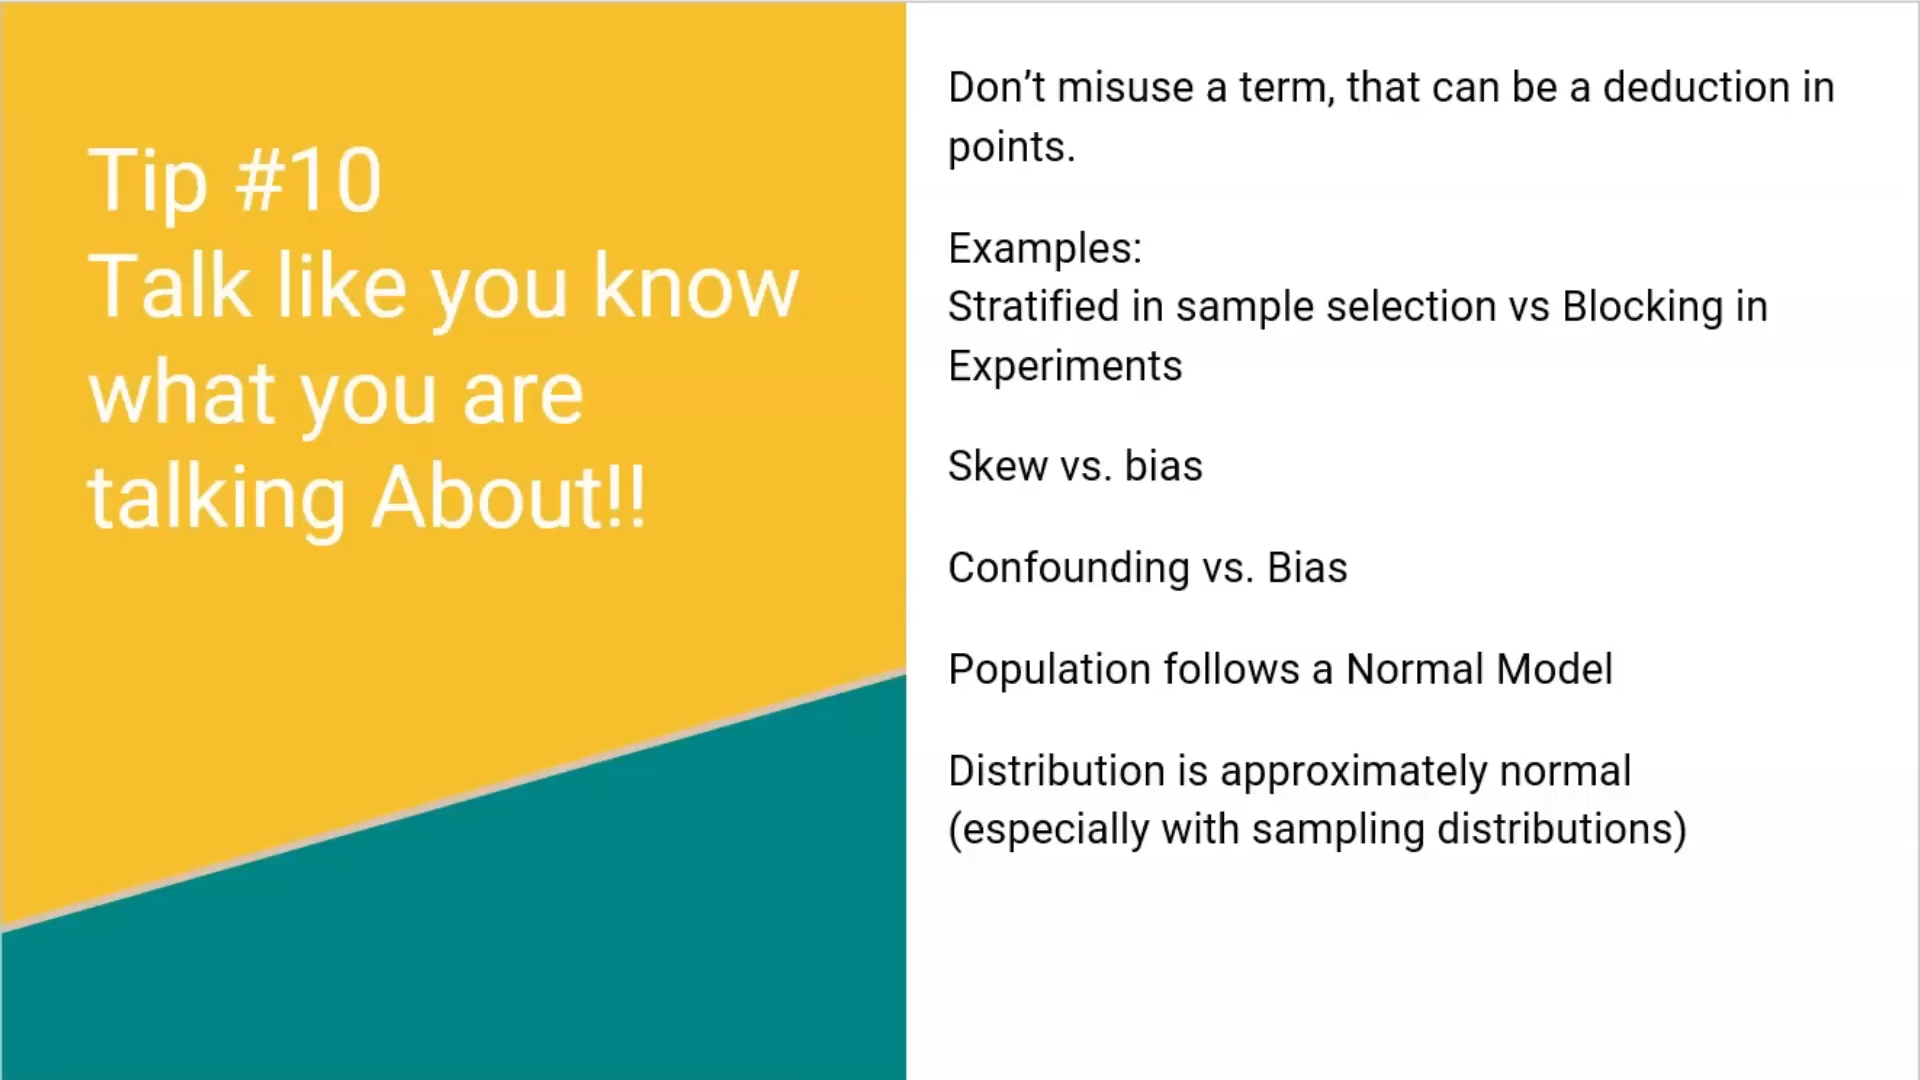 Tip #10
Talk like you know
what you are
talking About!!
Don’t misuse a term, that can be a deduction in
points.
Examples:
Stratified in sample selection vs Blocking in
Experiments
Skew vs. bias
Confounding vs. Bias
Population follows a Normal Model
Distribution is approximately normal
(especially with sampling distributions)